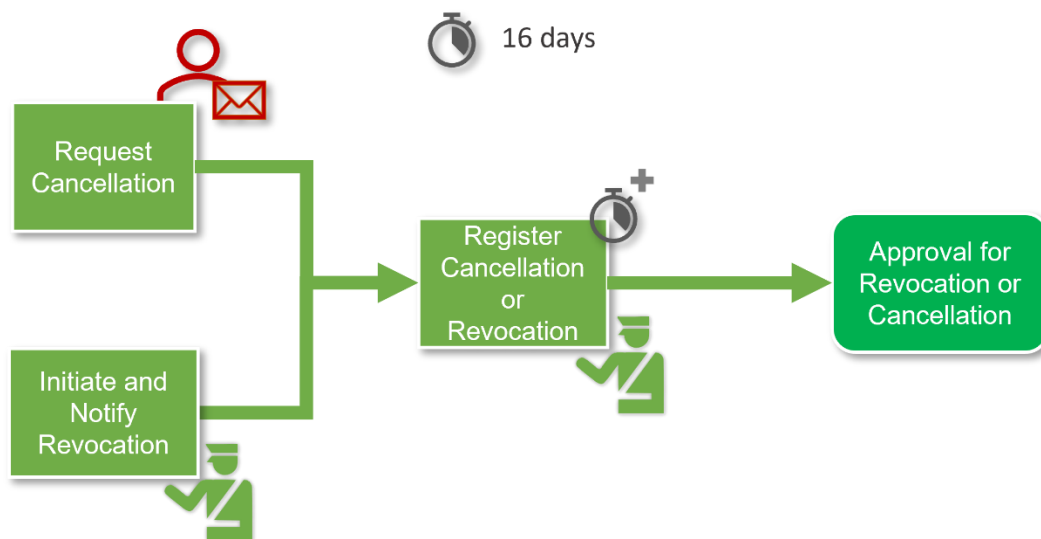 16 days
Request
Cancellation
Register
Cancellation
or
Revocation
Approval for
Revocation or
Cancellation
Initiate and
Notify
Revocation